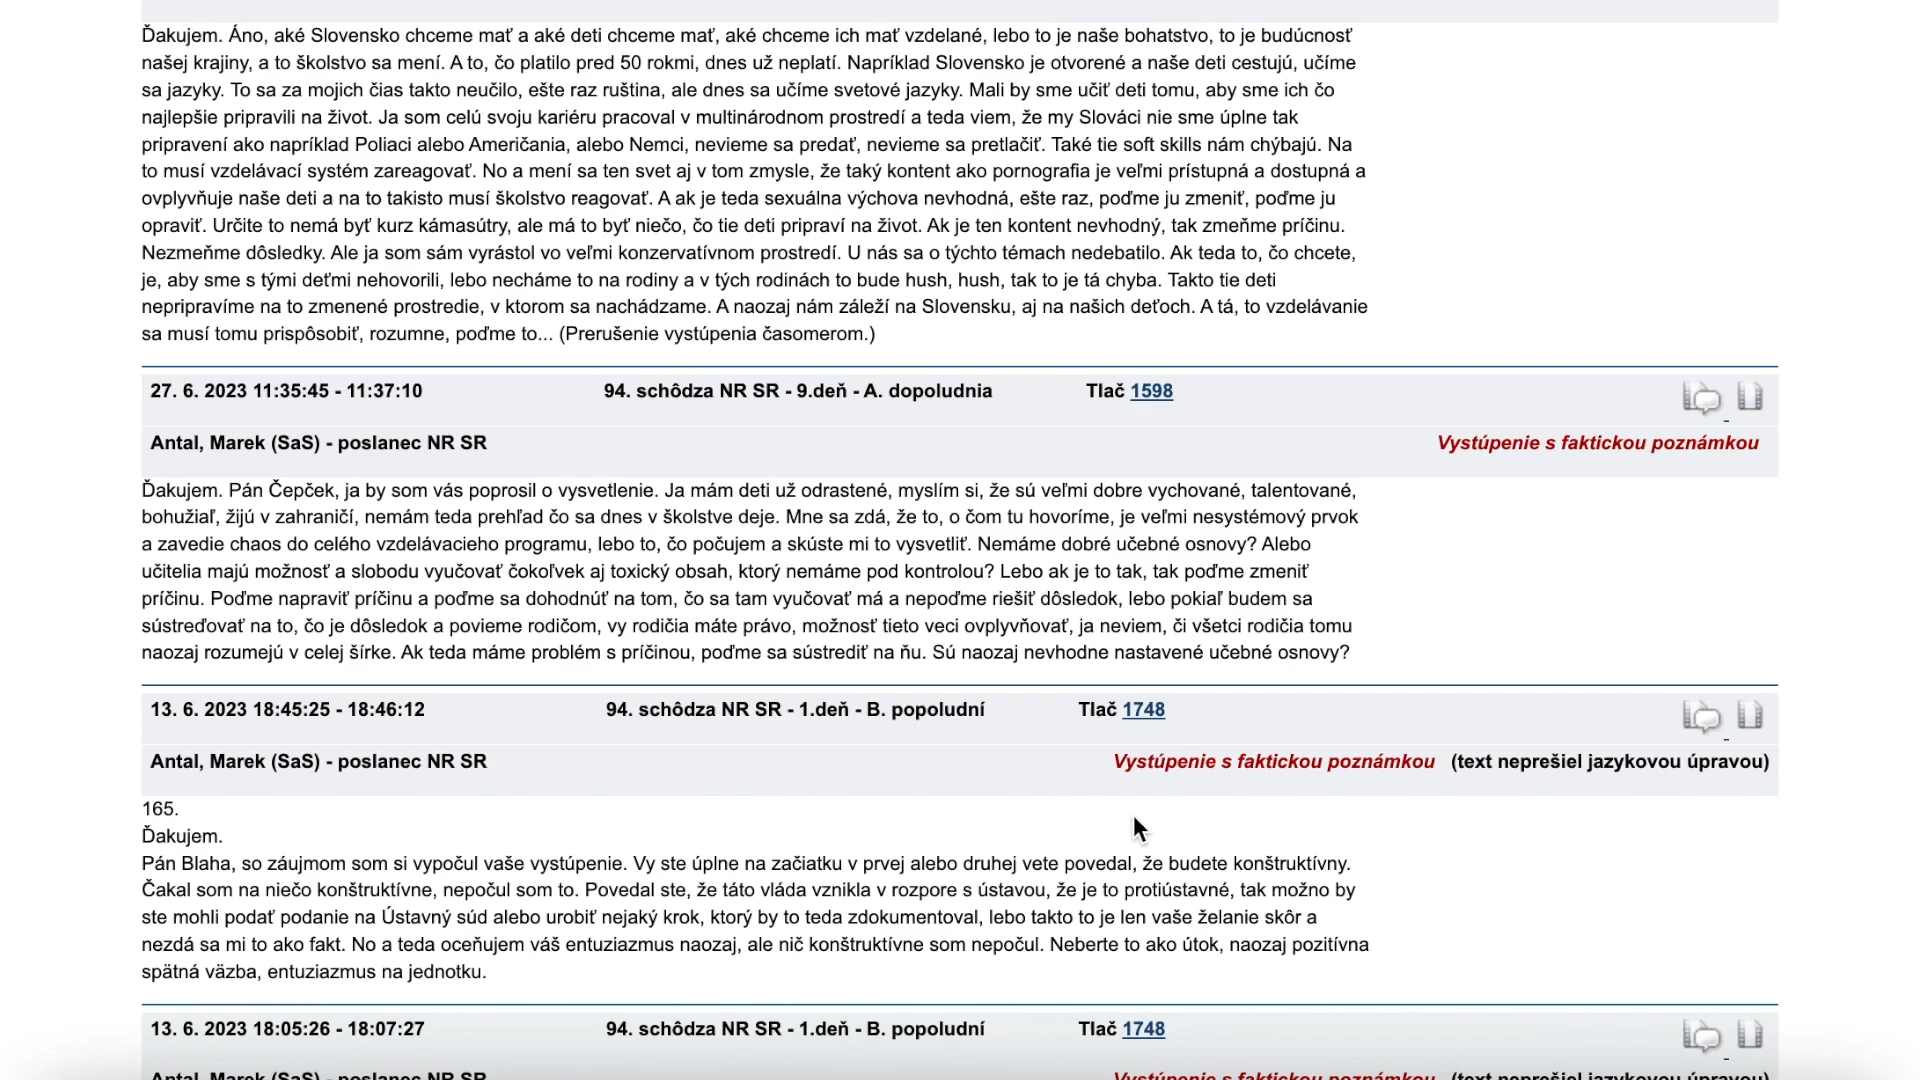 Ďakujem. Áno, aké Slovensko chceme mať a aké deti chceme mať, aké chceme ich mať vzdelané, lebo to je naše bohatstvo, to je budúcnosť
našej krajiny, a to školstvo sa mení. A to, čo platilo pred 50 rokmi, dnes už neplatí. Napríklad Slovensko je otvorené a naše deti cestujú, učíme
sa jazyky. To sa za mojich čias takto neučilo, ešte raz ruština, ale dnes sa učíme svetové jazyky. Mali by sme učiť deti tomu, aby sme ich čo
najlepšie pripravili na život. Ja som celú svoju kariéru pracoval v multinárodnom prostredí a teda viem, že my Slováci nie sme úplne tak
pripravení ako napríklad Poliaci alebo Američania, alebo Nemci, nevieme sa predať, nevieme sa pretlačiť. Také tie soft skills nám chýbajú. Na
to musí vzdelávací systém zareagovať. No a mení sa ten svet aj v tom zmysle, že taký kontent ako pornografia je veľmi prístupná a dostupná a
ovplyvňuje naše deti a na to takisto musí školstvo reagovať. A ak je teda sexuálna výchova nevhodná, ešte raz, poďme ju zmeniť, poďme ju
opraviť. Určite to nemá byť kurz kámasútry, ale má to byť niečo, čo tie deti pripraví na život. Ak je ten kontent nevhodný, tak zmeňme príčinu.
Nezmeňme dôsledky. Ale ja som sám vyrástol vo veľmi konzervatívnom prostredí. U nás sa o týchto témach nedebatilo. Ak teda to, čo chcete,
je, aby sme s tými deťmi nehovorili, lebo necháme to na rodiny a v tých rodinách to bude hush, hush, tak to je tá chyba. Takto tie deti
nepripravíme na to zmenené prostredie, v ktorom sa nachádzame. A naozaj nám záleží na Slovensku, aj na našich deťoch. A tá, to vzdelávanie
sa musí tomu prispôsobiť, rozumne, poďme to... (Prerušenie vystúpenia časomerom.)
27. 6. 2023 11:35:45 - 11:37:10 94. schôdza NR SR - 9.deň - A. dopoludnia Tlač 1598
Antal, Marek (SaS) - poslanec NR SR Vystúpenie s faktickou poznámkou
Ďakujem. Pán Čepček, ja by som vás poprosil o vysvetlenie. Ja mám deti už odrastené, myslím si, že sú veľmi dobre vychované, talentované,
bohužiaľ, žijú v zahraničí, nemám teda prehľad čo sa dnes v školstve deje. Mne sa zdá, že to, o čom tu hovoríme, je veľmi nesystémový prvok
a zavedie chaos do celého vzdelávacieho programu, lebo to, čo počujem a skúste mi to vysvetliť. Nemáme dobré učebné osnovy? Alebo
učitelia majú možnosť a slobodu vyučovať čokoľvek aj toxický obsah, ktorý nemáme pod kontrolou? Lebo ak je to tak, tak poďme zmeniť
príčinu. Poďme napraviť príčinu a poďme sa dohodnúť na tom, čo sa tam vyučovať má a nepoďme riešiť dôsledok, lebo pokiaľ budem sa
sústreďovať na to, čo je dôsledok a povieme rodičom, vy rodičia máte právo, možnosť tieto veci ovplyvňovať, ja neviem, či všetci rodičia tomu
naozaj rozumejú v celej šírke. Ak teda máme problém s príčinou, poďme sa sústrediť na ňu. Sú naozaj nevhodne nastavené učebné osnovy?
13. 6. 2023 18:45:25 - 18:46:12 94. schôdza NR SR - 1.deň - B. popoludní Tlač 1748
Antal, Marek (SaS) - poslanec NR SR Vystúpenie s faktickou poznámkou (text neprešiel jazykovou úpravou)
165.
Ďakujem.
Pán Blaha, so záujmom som si vypočul vaše vystúpenie. Vy ste úplne na začiatku v prvej alebo druhej vete povedal, že budete konštruktívny.
Čakal som na niečo konštruktívne, nepočul som to. Povedal ste, že táto vláda vznikla v rozpore s ústavou, že je to protiústavné, tak možno by
ste mohli podať podanie na Ústavný súd alebo urobiť nejaký krok, ktorý by to teda zdokumentoval, lebo takto to je len vaše želanie skôr a
nezdá sa mi to ako fakt. No a teda oceňujem váš entuziazmus naozaj, ale nič konštruktívne som nepočul. Neberte to ako útok, naozaj pozitívna
spätná väzba, entuziazmus na jednotku.
13. 6. 2023 18:05:26 - 18:07:27 94. schôdza NR SR - 1.deň - B. popoludní Tlač 1748
Antal, Marek (SaS) - poslanec NR SR Vystúpenie s faktickou poznámkou (text neprešiel jazykovou úpravou)